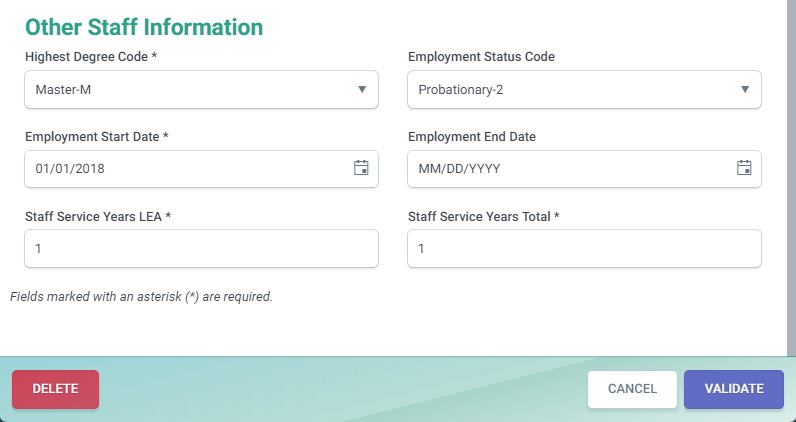 Other Staff Information
Highest Degree Code *
Employment Status Code
Master-M
Probationary-2
Employment Start Date *
Employment End Date
01/01/2018
MM/DD/YYYY
Staff Service Years LEA *
Staff Service Years Total *
1
1
Fields marked with an asterisk (*) are required.
DELETE
CANCEL
VALIDATE